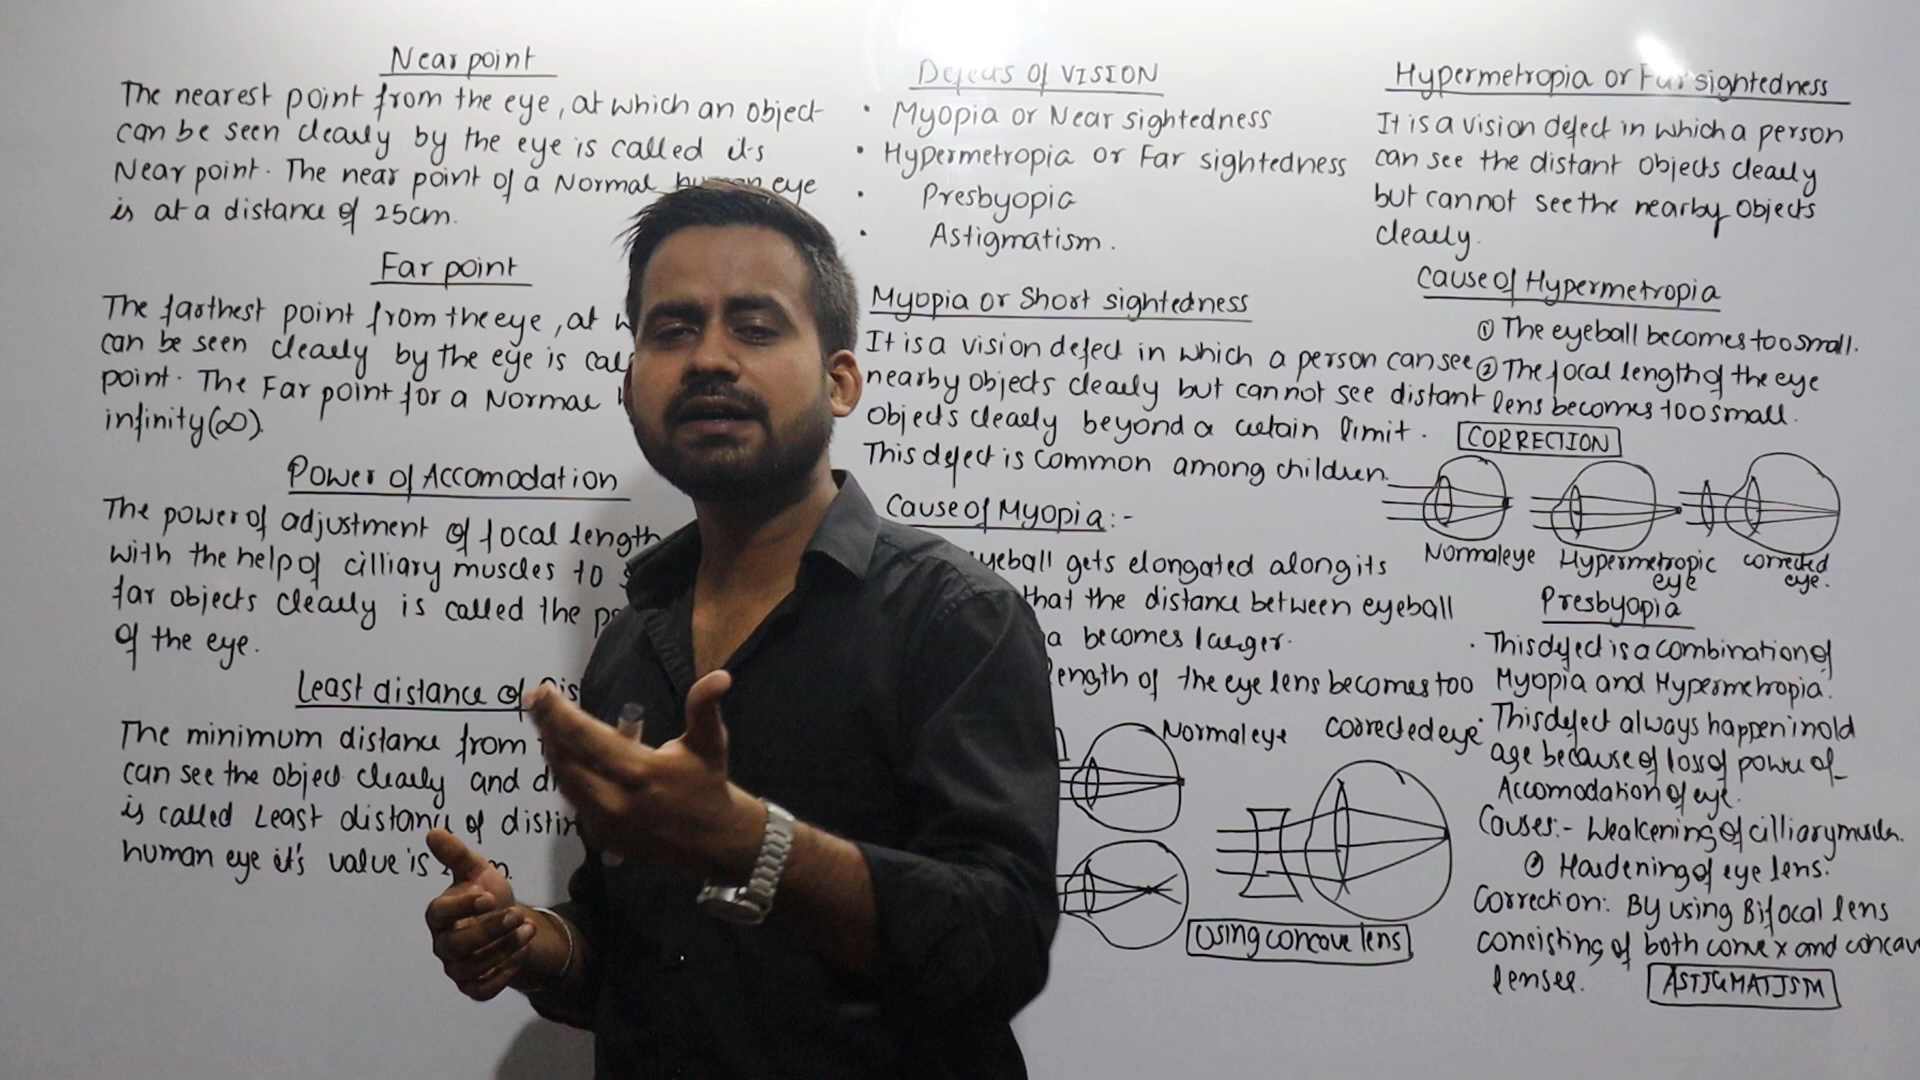 Near point
The nearest point from the eye, at which an object
can be seen clearly by the eye is called it's
Near point. The near point of a Normal human eye
is at a distance of 25cm.
Far point
The farthest point from the eye, at
can be seen clearly by the eye is
point. The Far point for a Normal
infinity (∞).
Power of Accomodation
The power of adjustment of focal length
with the help of cilliary muscles to
far objects clearly is called the
of the eye.
Least distance of
The minimum distance from
can see the object clearly and
is called Least distance of
human eye it's value is
Defects of VISION
• Myopia or Near sightedness
• Hypermetropia or Far sightedness
• Presbyopia
• Astigmatism.
Myopia or Short sightedness
It is a vision defect in which a person can see
nearby objects clearly but cannot see distant
objects clearly beyond a certain limit.
This defect is common among children.
Cause of Myopia :-
eyeball gets elongated along its
that the distance between eyeball
becomes larger.
length of the eye lens becomes too
Normal eye
Corrected eye
Using concave lens
Hypermetropia or Far sightedness
It is a vision defect in which a person
can see the distant objects clearly
but cannot see the nearby objects
clearly.
Cause of Hypermetropia
① The eyeball becomes too small.
② The focal length of the eye
lens becomes too small.
CORRECTION
Normal eye
Hypermetropic eye
corrected eye.
Presbyopia
• This defect is a combination of
Myopia and Hypermetropia.
• This defect always happen in old
age because of loss of power of
Accomodation of eye.
Causes:- Weakening of cilliary muscles.
② Hardening of eye lens.
Correction: By using Bifocal lens
consisting of both convex and
lenses.
ASTIGMATISM